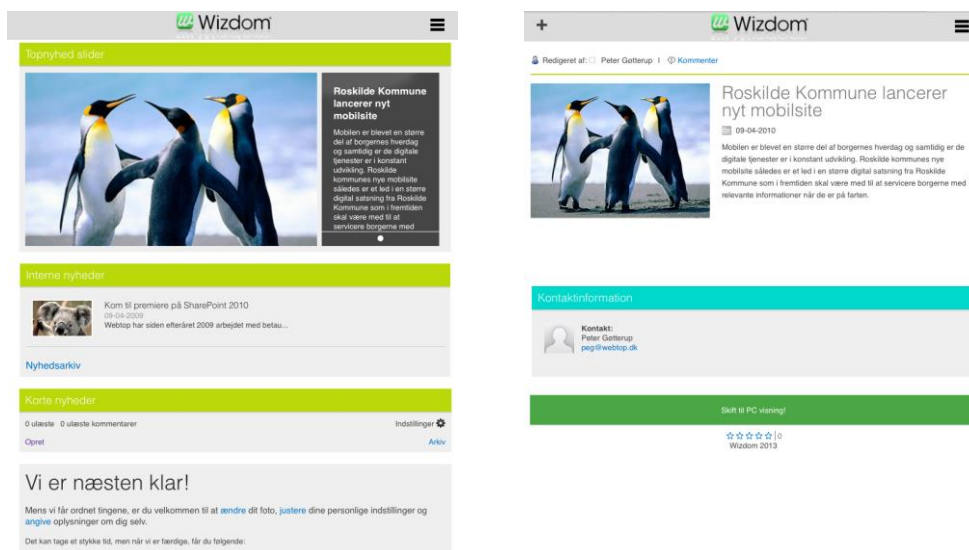 Wizdom
Topnyhed slider
Roskilde Kommune
lancerer nyt
mobilsite
Mobilen er blevet en større
del af borgernes hverdag
og samtidig er de digitale
tjenester er i konstant
udvikling. Roskilde
kommunes nye mobilsite
således er et led i en større
digital satsning fra Roskilde
Kommune som i fremtiden
skal være med til at
servicere borgerne med
Interne nyheder
Kom til premiere på SharePoint 2010
09-04-2009
Webtop har siden efteråret 2009 arbejdet med betau...
Nyhedsarkiv
Korte nyheder
0 ulæste 0 ulæste kommentarer Indstillinger
Opret Arkiv
Vi er næsten klar!
Mens vi får ordnet tingene, er du velkommen til at ændre dit foto, justere dine personlige indstillinger og
angive oplysninger om dig selv.
Det kan tage et stykke tid, men når vi er færdige, får du følgende:
+ Wizdom
Redigeret af: Peter Gøtterup I Kommenter
Roskilde Kommune lancerer
nyt mobilsite
09-04-2010
Mobilen er blevet en større del af borgernes hverdag og samtidig er de
digitale tjenester er i konstant udvikling. Roskilde kommunes nye
mobilsite således er et led i en større digital satsning fra Roskilde
Kommune som i fremtiden skal være med til at servicere borgerne med
relevante informationer når de er på farten.
Kontaktinformation
Kontakt:
Peter Gøtterup
peg@webtop.dk
Skift til PC visning!
0
Wizdom 2013